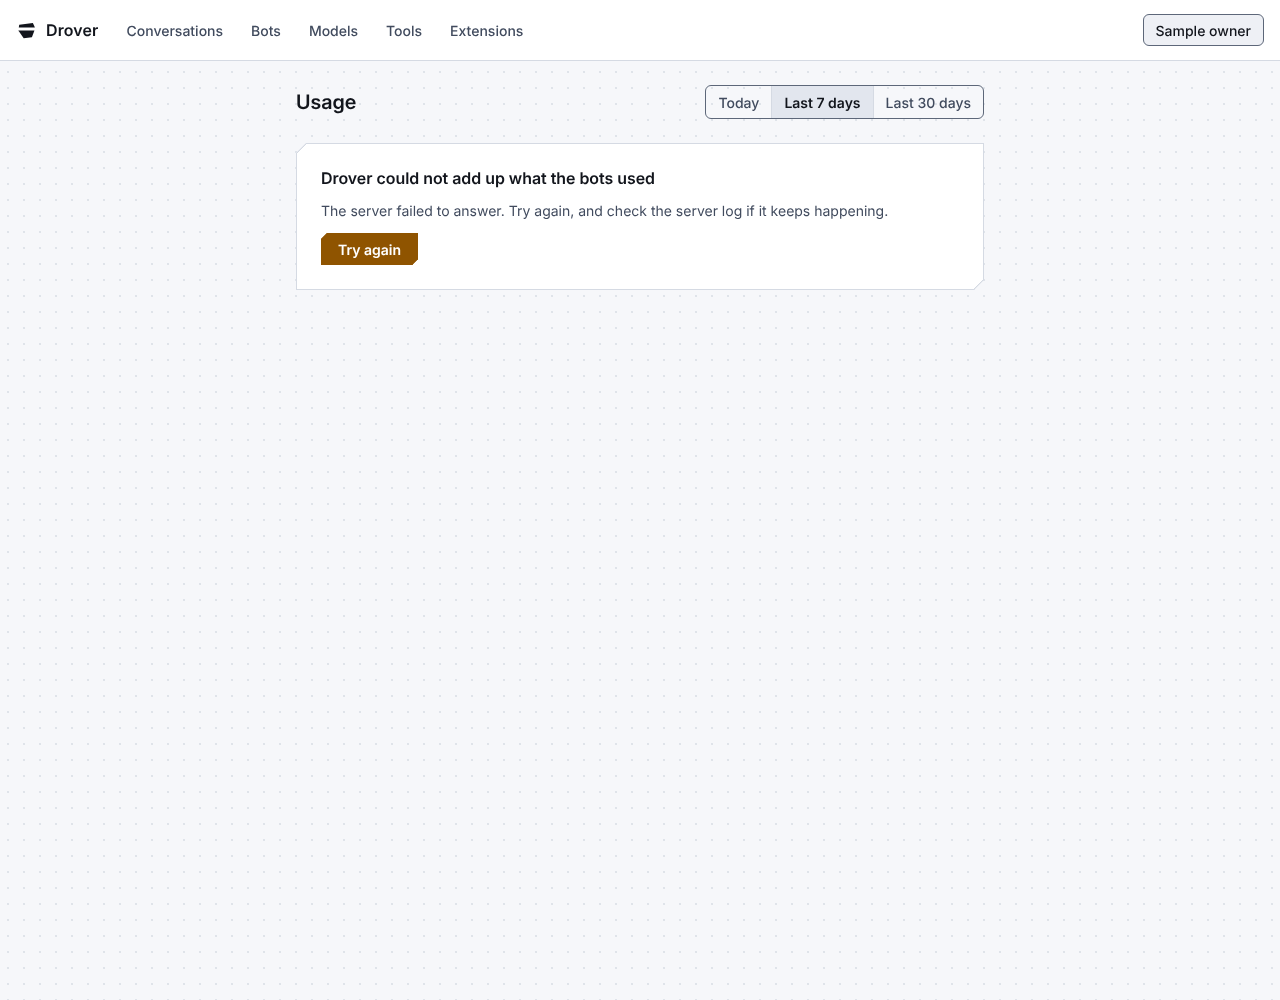 Drover
Conversations
Bots
Models
Tools
Extensions
Sample owner
Usage
Today
Last 7 days
Last 30 days
Drover could not add up what the bots used
The server failed to answer. Try again, and check the server log if it keeps happening.
Try again